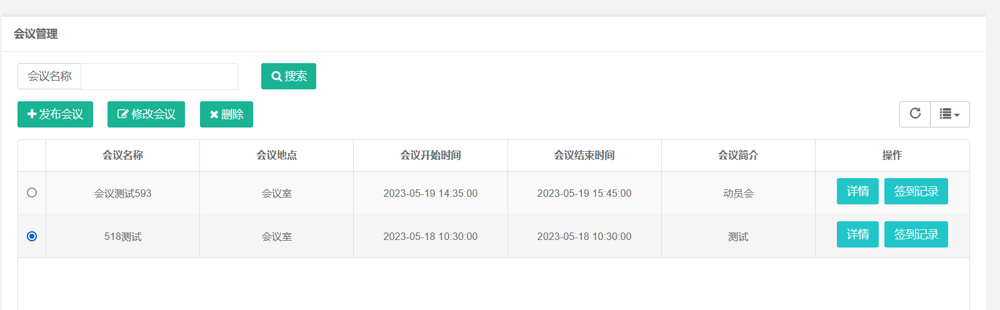 会议管理
会议名称 搜索
发布会议 修改会议 删除
会议名称 会议地点 会议开始时间 会议结束时间 会议简介 操作
会议测试593 会议室 2023-05-19 14:35:00 2023-05-19 15:45:00 动员会 详情 签到记录
518测试 会议室 2023-05-18 10:30:00 2023-05-18 10:30:00 测试 详情 签到记录